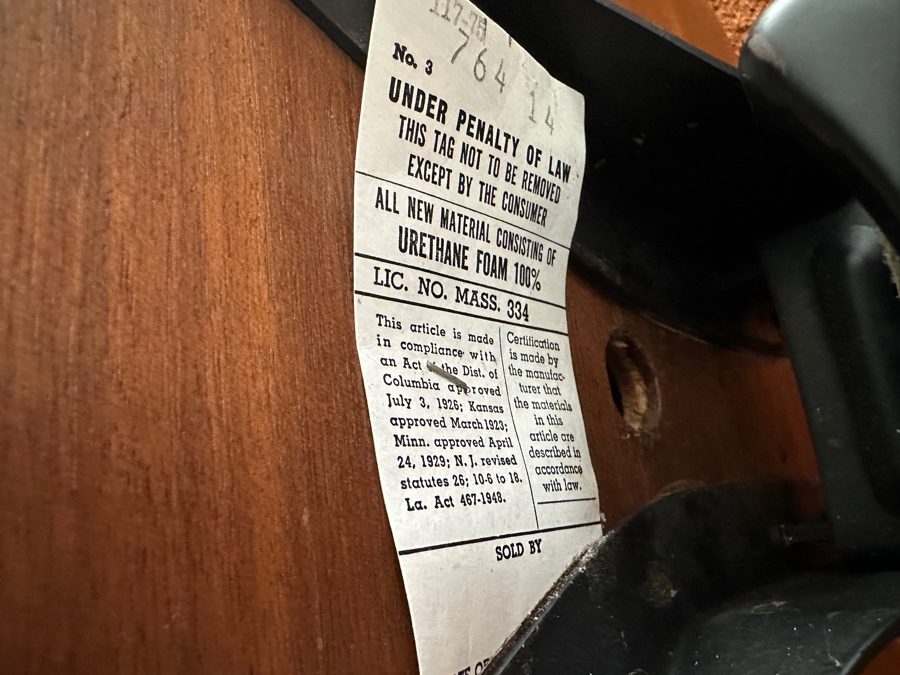 117-75
764
14
No. 3
UNDER PENALTY OF LAW
THIS TAG NOT TO BE REMOVED
EXCEPT BY THE CONSUMER
ALL NEW MATERIAL CONSISTING OF
URETHANE FOAM 100%
LIC. NO. MASS. 334
This article is made
in compliance with
an Act the Dist. of
Columbia approved
July 3, 1926; Kansas
approved March 1923;
Minn. approved April
24, 1929; N. J. revised
statutes 26; 10-6 to 18.
La. Act 467-1948.
Certification
is made by
the manufac-
turer that
the materials
in this
article are
described in
accordance
with law.
SOLD BY